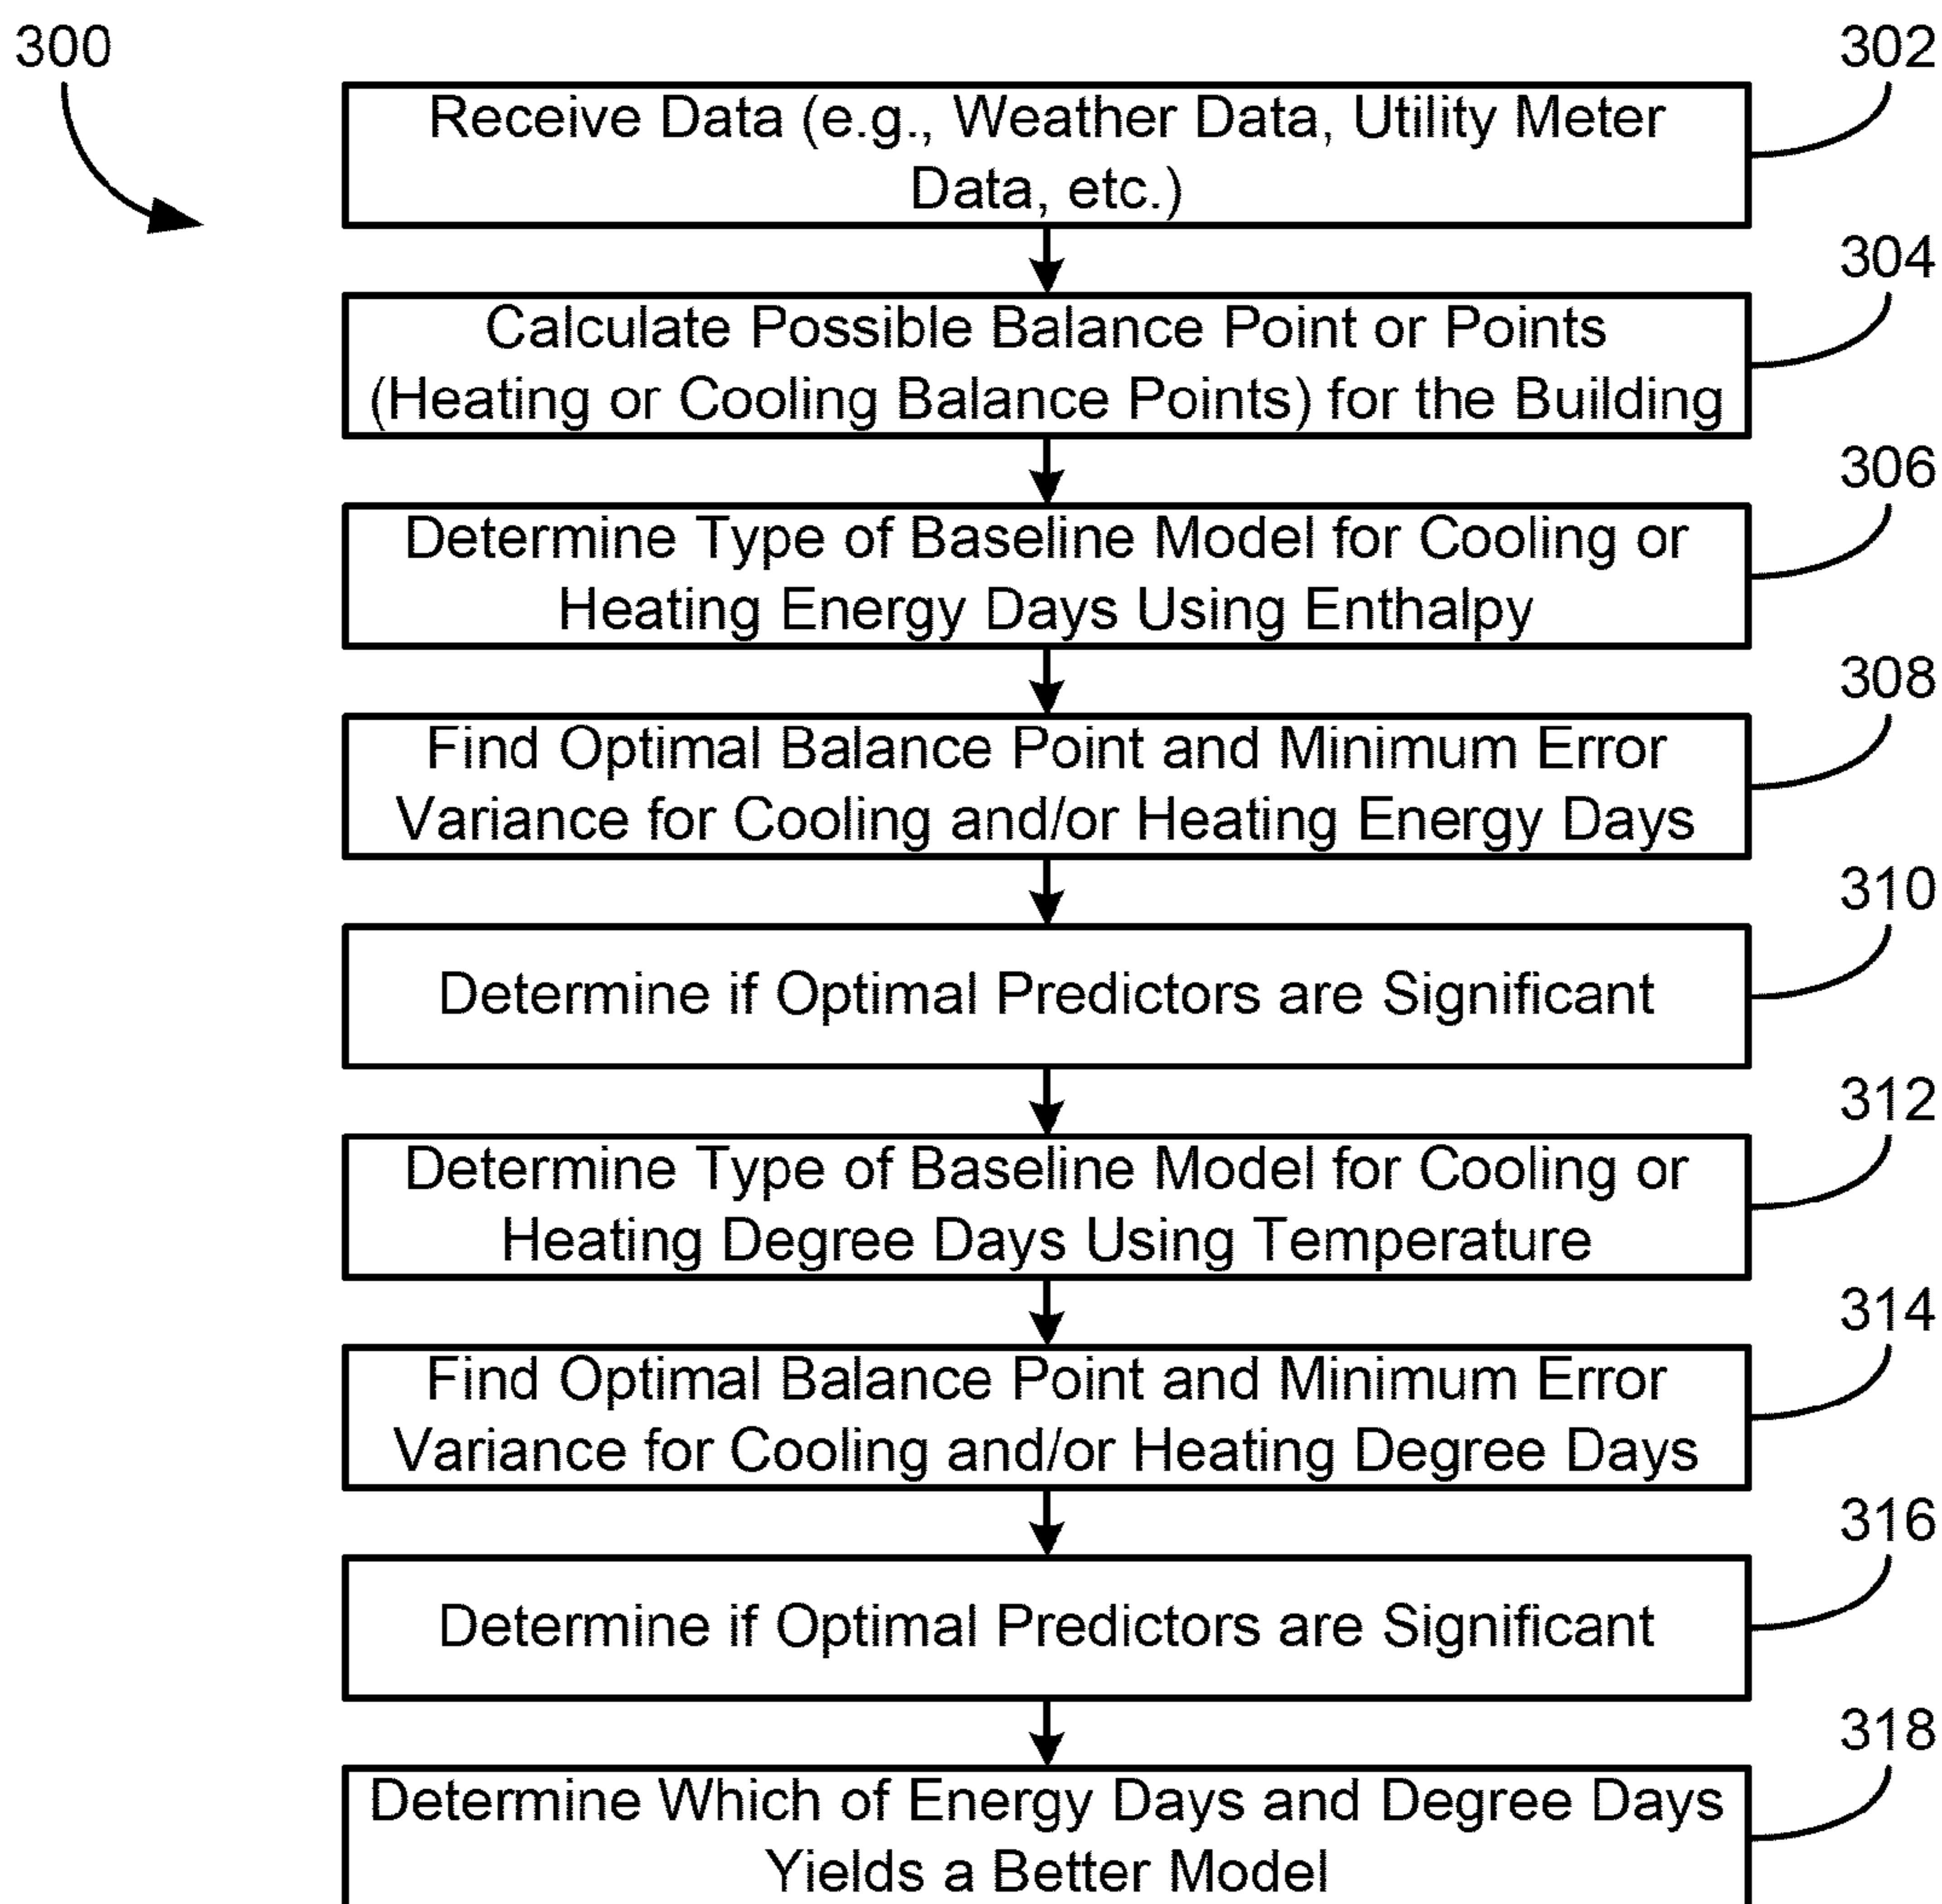 300
302
Receive Data (e.g., Weather Data, Utility Meter
Data, etc.)
304
Calculate Possible Balance Point or Points
(Heating or Cooling Balance Points) for the Building
306
Determine Type of Baseline Model for Cooling or
Heating Energy Days Using Enthalpy
308
Find Optimal Balance Point and Minimum Error
Variance for Cooling and/or Heating Energy Days
310
Determine if Optimal Predictors are Significant
312
Determine Type of Baseline Model for Cooling or
Heating Degree Days Using Temperature
314
Find Optimal Balance Point and Minimum Error
Variance for Cooling and/or Heating Degree Days
316
Determine if Optimal Predictors are Significant
318
Determine Which of Energy Days and Degree Days
Yields a Better Model